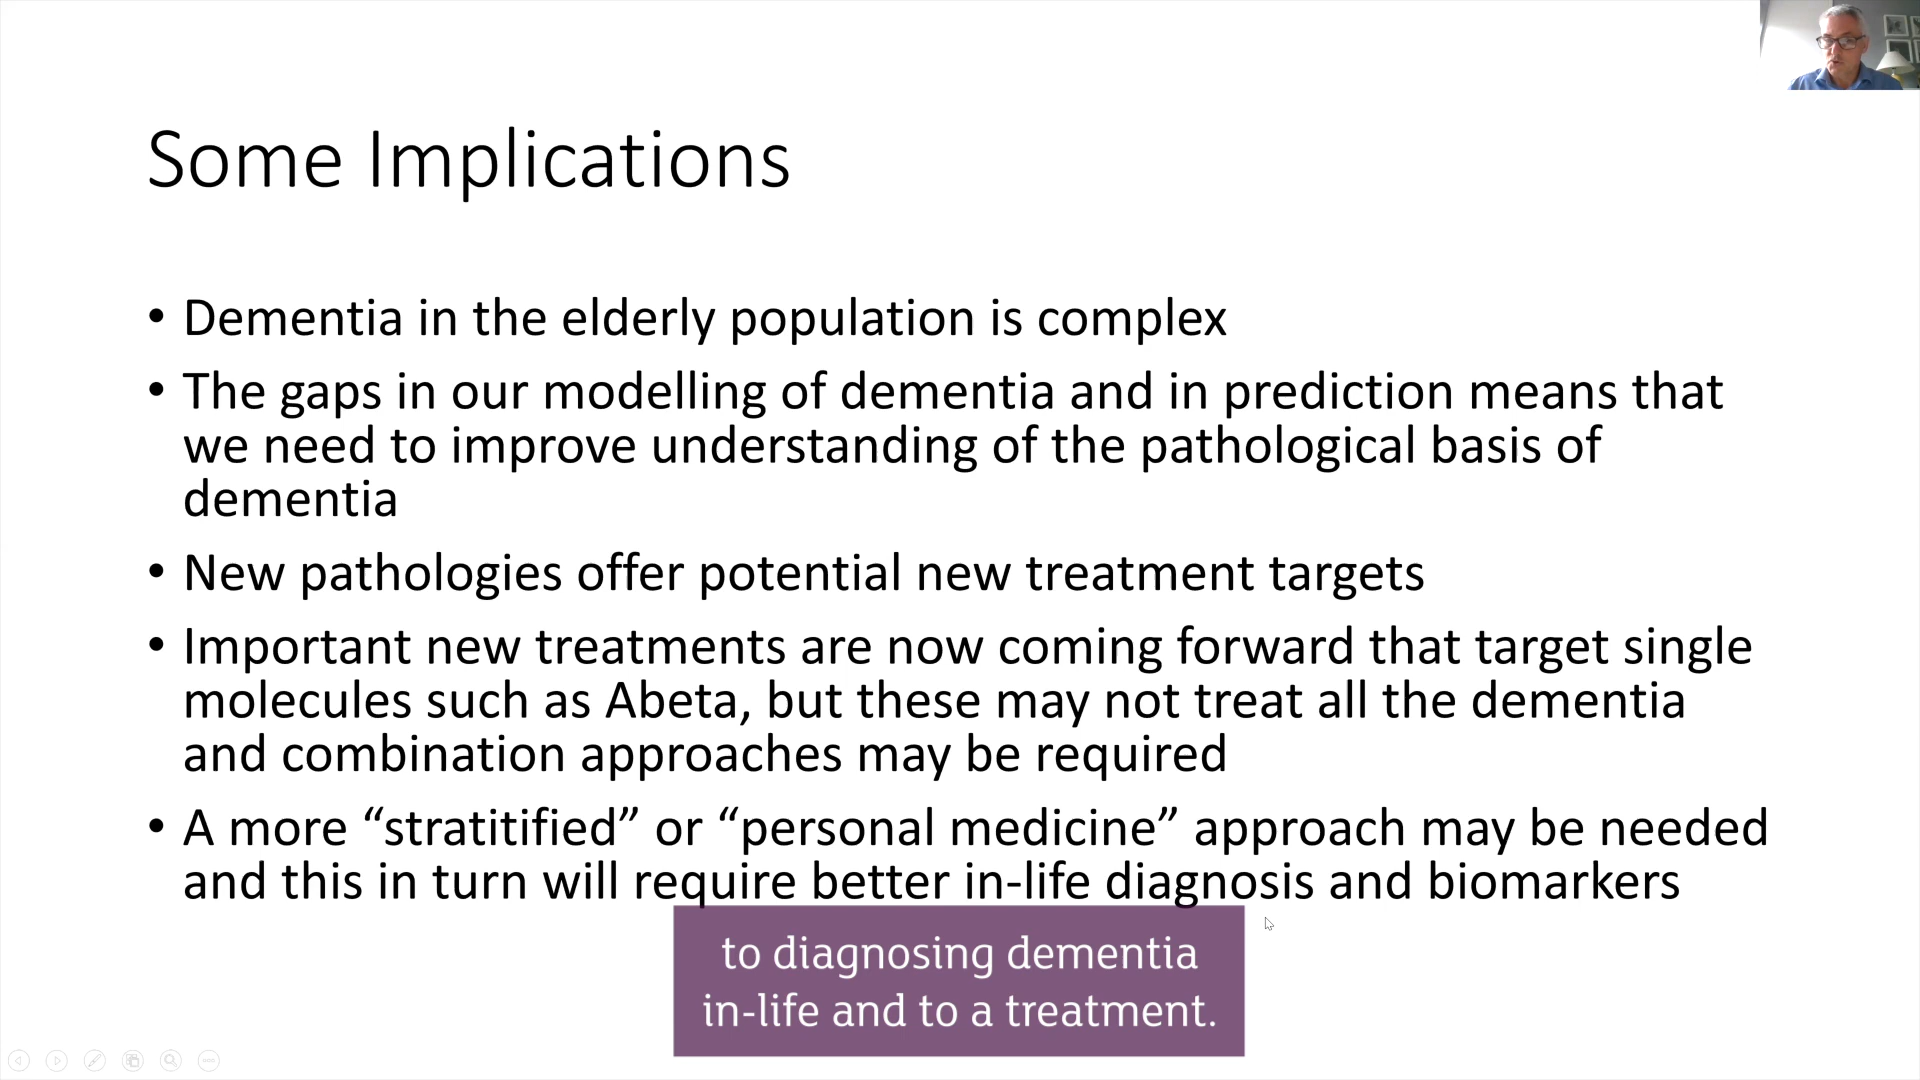 Some Implications
• Dementia in the elderly population is complex
• The gaps in our modelling of dementia and in prediction means that
we need to improve understanding of the pathological basis of
dementia
• New pathologies offer potential new treatment targets
• Important new treatments are now coming forward that target single
molecules such as Abeta, but these may not treat all the dementia
and combination approaches may be required
• A more “stratitified” or “personal medicine” approach may be needed
and this in turn will require better in-life diagnosis and biomarkers
to diagnosing dementia
in-life and to a treatment.